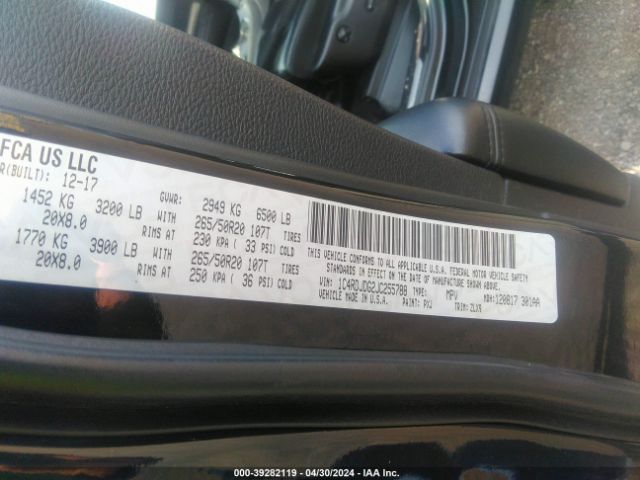 FCA US LLC
(BUILT): 12-17 GVWR: 2949 KG 6500 LB
1452 KG 3200 LB WITH 265/50R20 107T TIRES
20X8.0 RIMS AT 230 KPA ( 33 PSI) COLD
1770 KG 3900 LB WITH 265/50R20 107T TIRES
20X8.0 RIMS AT 250 KPA ( 36 PSI) COLD
THIS VEHICLE CONFORMS TO ALL APPLICABLE U.S.A. FEDERAL MOTOR VEHICLE SAFETY
STANDARDS IN EFFECT ON THE DATE OF MANUFACTURE SHOWN ABOVE.
VIN: 1C4RDJDG2JC255788 TYPE: MPV MDH:120817 301AA
VEHICLE MADE IN U.S.A. PAINT: PX8 TRIM: ZLX9
000-39282119 - 04/30/2024 - IAA Inc.